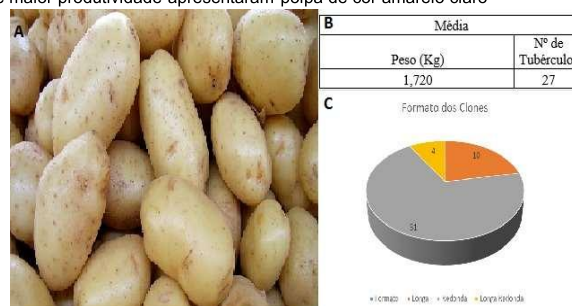 maior produtividade apresentaram polpa de cor amarelo claro
A
B
Média
Peso (Kg)
Nº de
Tubérculo
1,720
27
C
Formato dos Clones
4
10
31
Formato Longa Redonda Longa Redonda